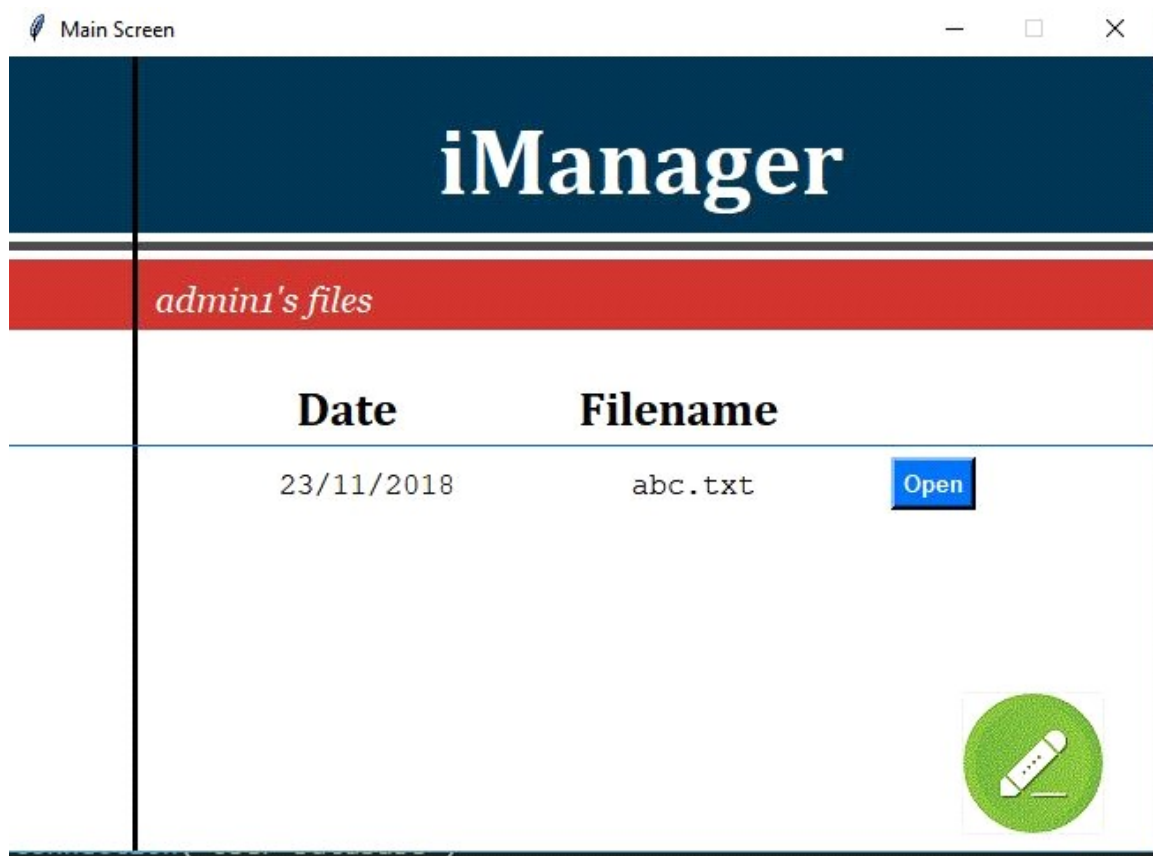 Main Screen
iManager
admin1's files
Date Filename
23/11/2018 abc.txt Open